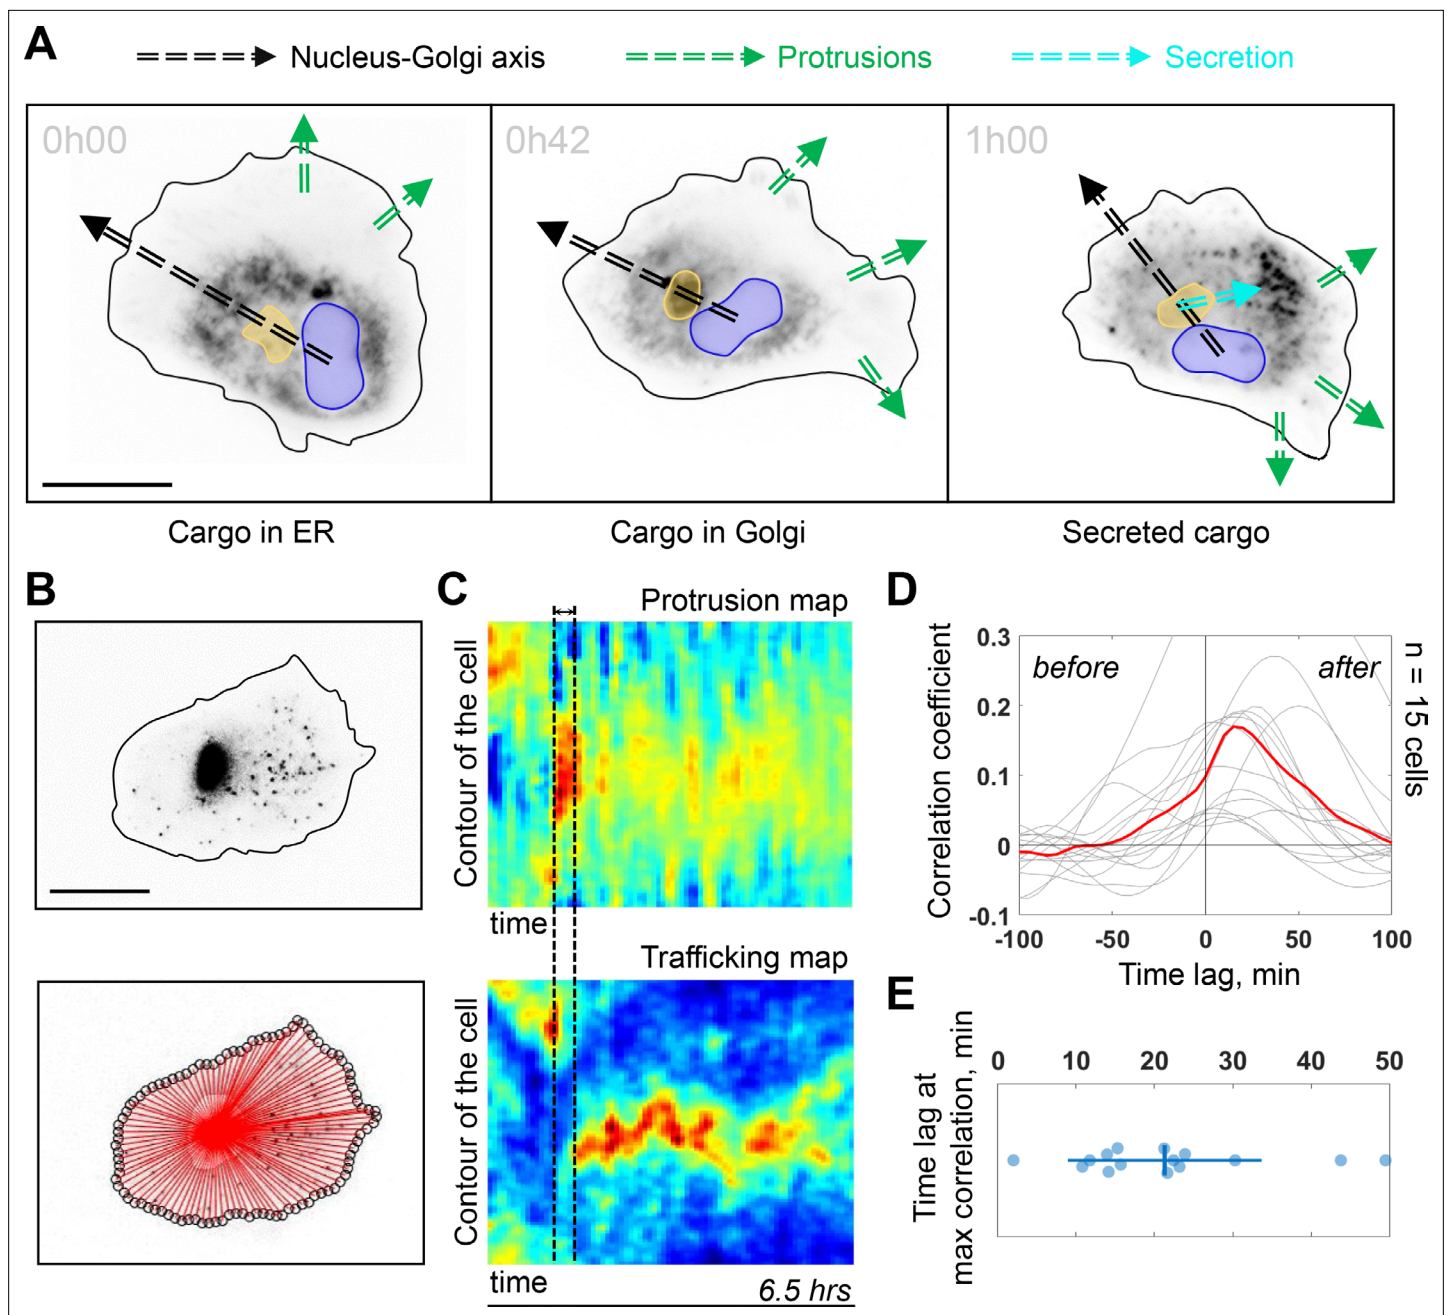 A
Nucleus-Golgi axis
Protrusions
Secretion
0h00
0h42
1h00
Cargo in ER
Cargo in Golgi
Secreted cargo
B
C
Protrusion map
Contour of the cell
time
Trafficking map
Contour of the cell
time
6.5 hrs
D
Correlation coefficient
0.3
0.2
0.1
0
-0.1
before
after
n = 15 cells
-100
-50
0
50
100
Time lag, min
E
Time lag at
max correlation, min
0
10
20
30
40
50